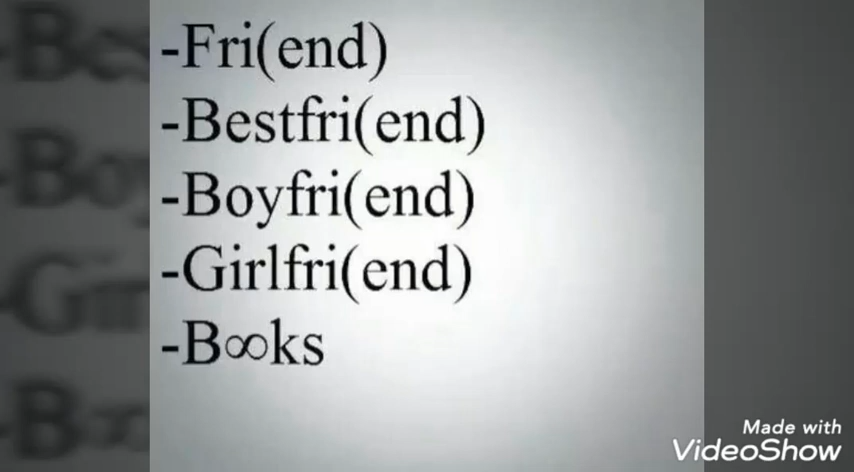 -Fri(end)
-Bestfri(end)
-Boyfri(end)
-Girlfri(end)
-B∞ks
Made with
VideoShow